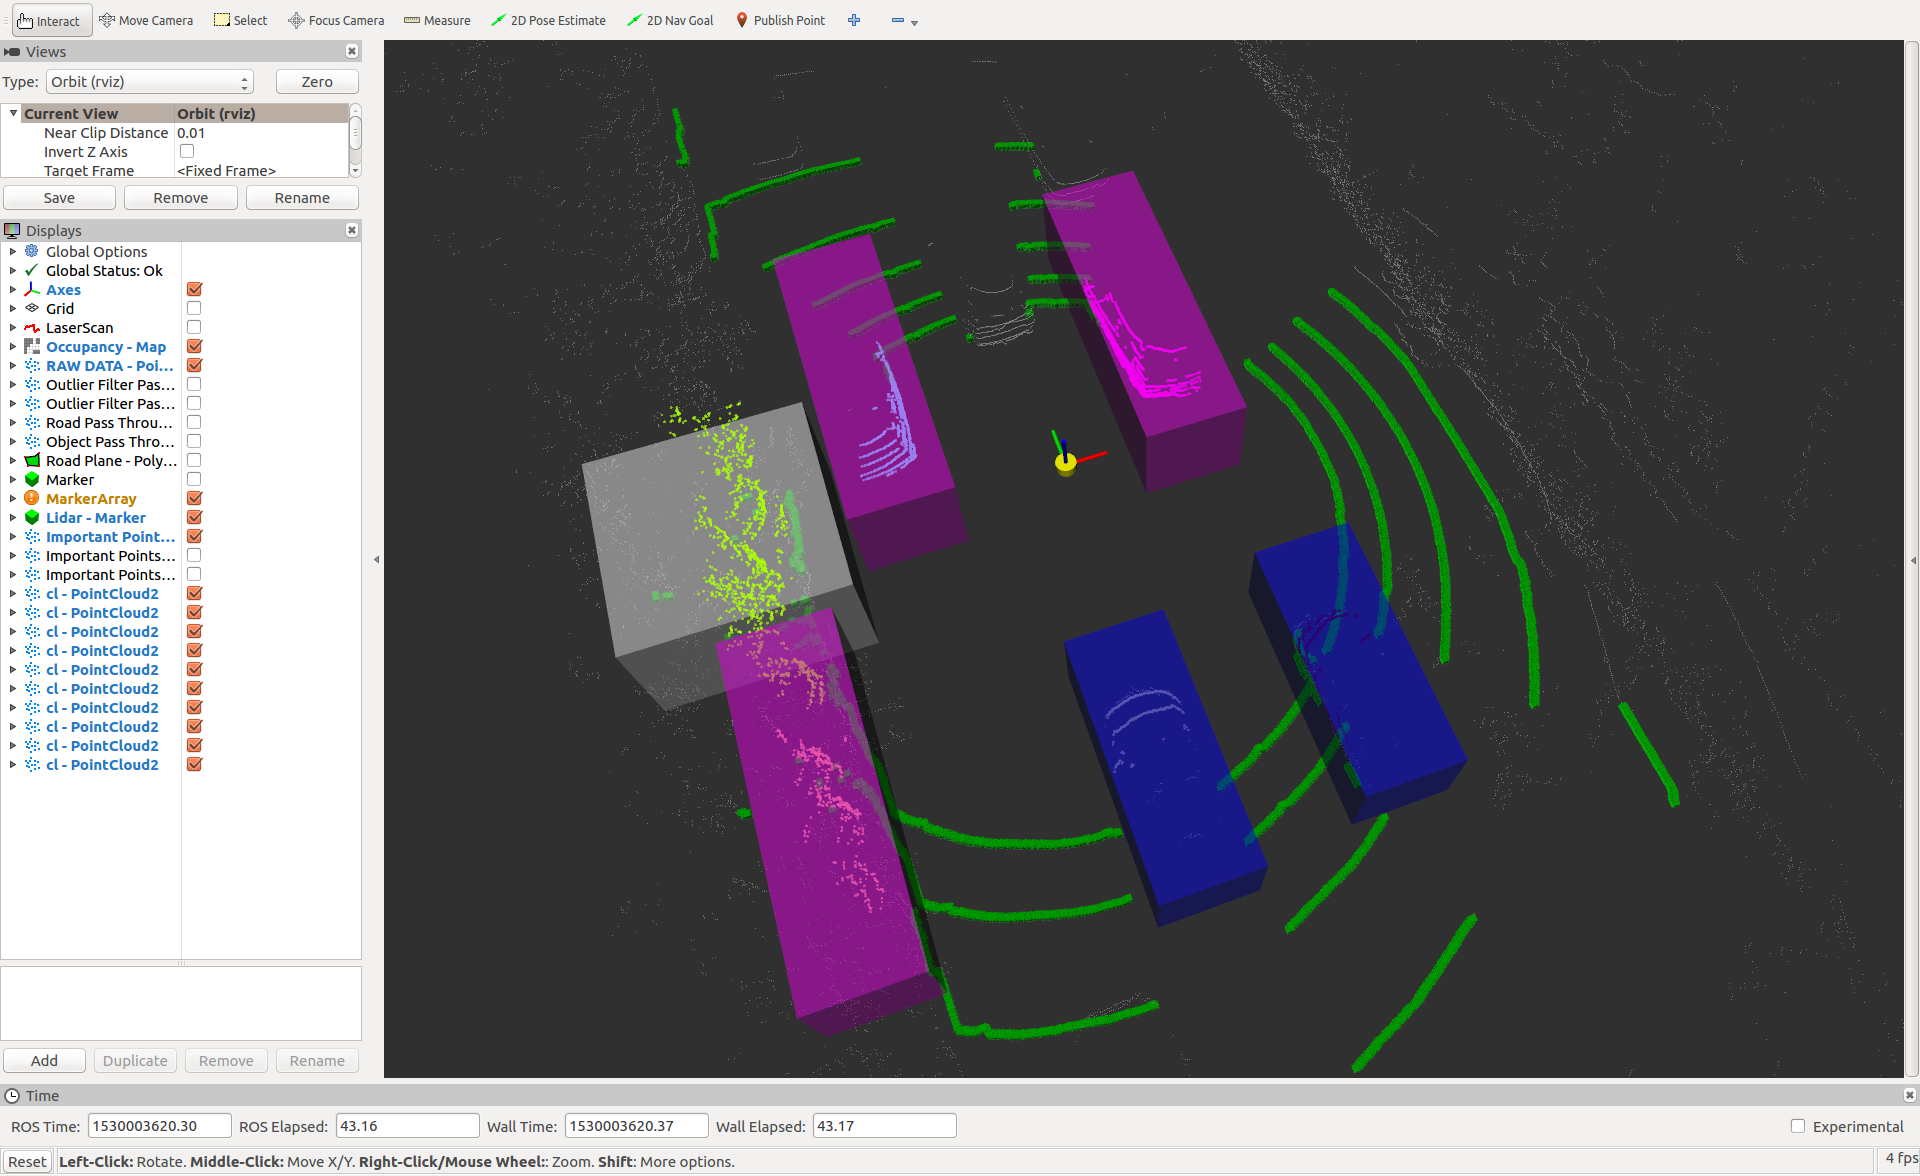 Interact Move Camera Select Focus Camera Measure 2D Pose Estimate 2D Nav Goal Publish Point
Views
Type: Orbit (rviz) Zero
Current View Orbit (rviz)
Near Clip Distance 0.01
Invert Z Axis
Target Frame <Fixed Frame>
Save Remove Rename
Displays
Global Options
Global Status: Ok
Axes
Grid
LaserScan
Occupancy - Map
RAW DATA - Poi...
Outlier Filter Pas...
Outlier Filter Pas...
Road Pass Throu...
Object Pass Thro...
Road Plane - Poly...
Marker
MarkerArray
Lidar - Marker
Important Point...
Important Points...
Important Points...
cl - PointCloud2
cl - PointCloud2
cl - PointCloud2
cl - PointCloud2
cl - PointCloud2
cl - PointCloud2
cl - PointCloud2
cl - PointCloud2
cl - PointCloud2
cl - PointCloud2
Add Duplicate Remove Rename
Time
ROS Time: 1530003620.30 ROS Elapsed: 43.16 Wall Time: 1530003620.37 Wall Elapsed: 43.17 Experimental
Reset Left-Click: Rotate. Middle-Click: Move X/Y. Right-Click/Mouse Wheel:: Zoom. Shift: More options. 4 fps